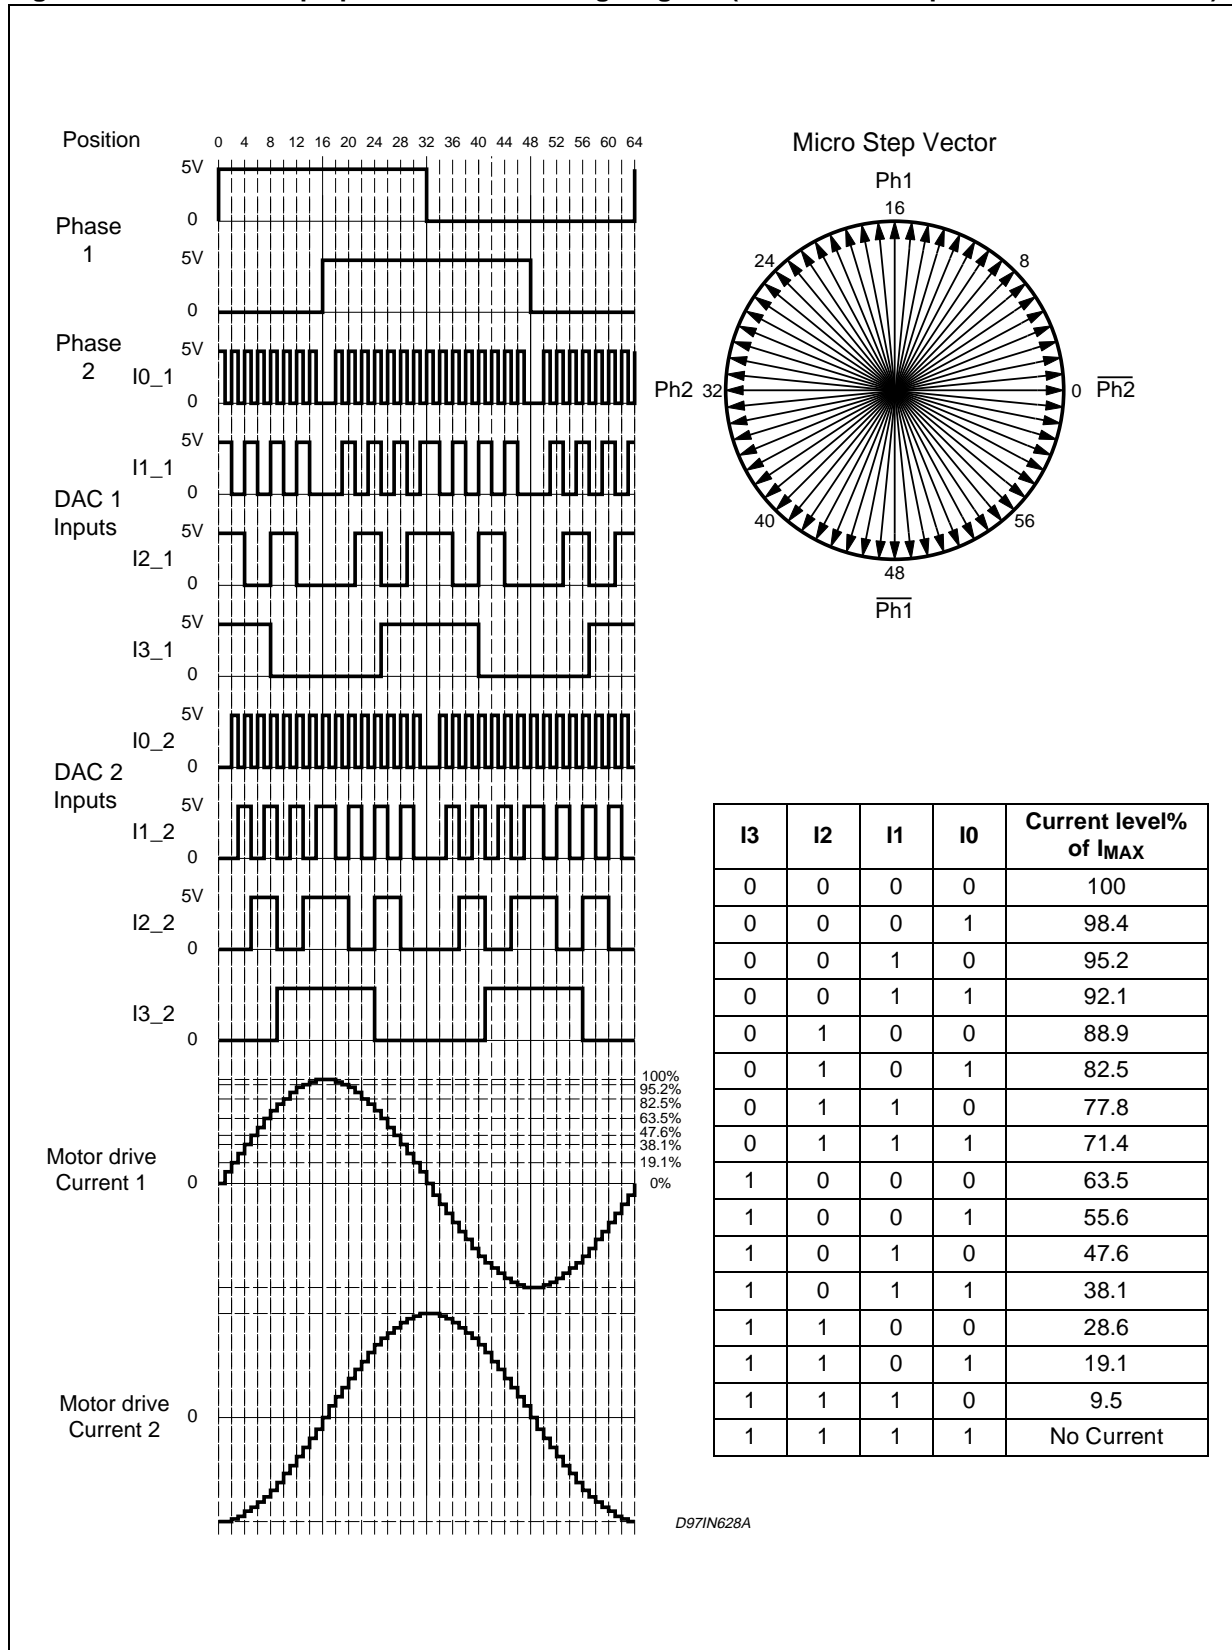 Position
0 4 8 12 16 20 24 28 32 36 40 44 48 52 56 60 64
5V
0
Phase
1
5V
0
Phase
2
I0_1
5V
0
DAC 1
Inputs
I1_1
5V
0
I2_1
5V
0
I3_1
5V
0
DAC 2
Inputs
I0_2
5V
0
I1_2
5V
0
I2_2
5V
0
I3_2
0
Motor drive
Current 1
0
100%
95.2%
82.5%
63.5%
47.6%
38.1%
19.1%
0%
Motor drive
Current 2
0
Micro Step Vector
Ph1
16
24
8
Ph2 32
0 Ph2
40
56
48
Ph1
I3 I2 I1 I0 Current level%
of IMAX
0 0 0 0 100
0 0 0 1 98.4
0 0 1 0 95.2
0 0 1 1 92.1
0 1 0 0 88.9
0 1 0 1 82.5
0 1 1 0 77.8
0 1 1 1 71.4
1 0 0 0 63.5
1 0 0 1 55.6
1 0 1 0 47.6
1 0 1 1 38.1
1 1 0 0 28.6
1 1 0 1 19.1
1 1 1 0 9.5
1 1 1 1 No Current
D97IN628A